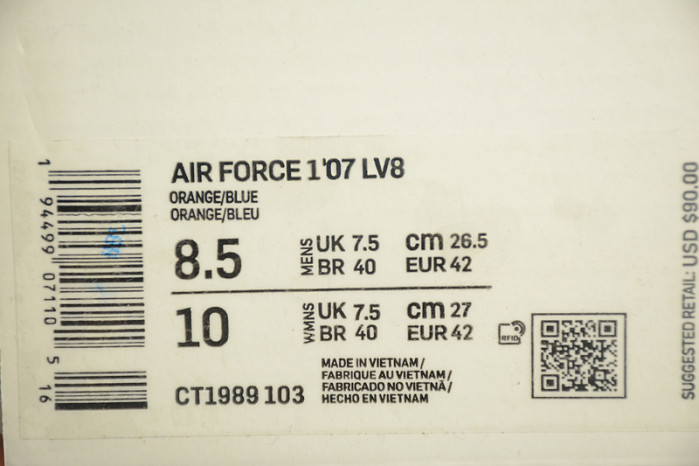 AIR FORCE 1'07 LV8
ORANGE/BLUE
ORANGE/BLEU
8.5 MENS UK 7.5 cm 26.5
BR 40 EUR 42
10 W/MNS UK 7.5 cm 27
BR 40 EUR 42
RFID
CT1989 103
MADE IN VIETNAM /
FABRIQUE AU VIETNAM /
FABRICADO NO VIETNÃ /
HECHO EN VIETNAM
1 94499 07110 5 16
SUGGESTED RETAIL: USD $90.00